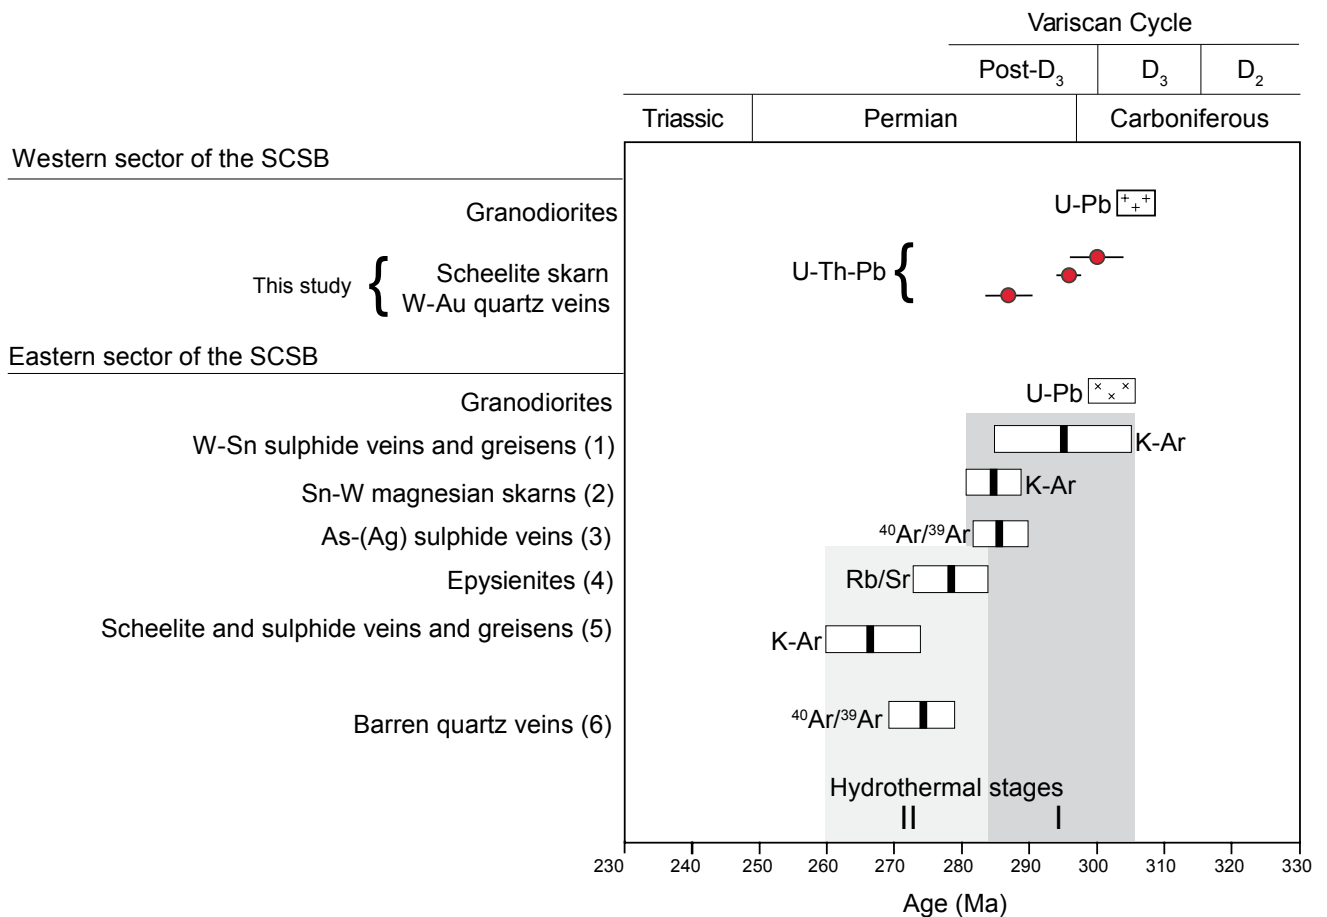 Variscan Cycle
Post-D3 D3 D2
Triassic Permian Carboniferous
Western sector of the SCSB
Granodiorites U-Pb
This study { Scheelite skarn U-Th-Pb {
W-Au quartz veins
Eastern sector of the SCSB
Granodiorites U-Pb
W-Sn sulphide veins and greisens (1) K-Ar
Sn-W magnesian skarns (2) K-Ar
As-(Ag) sulphide veins (3) 40Ar/39Ar
Epysienites (4) Rb/Sr
Scheelite and sulphide veins and greisens (5) K-Ar
Barren quartz veins (6) 40Ar/39Ar
Hydrothermal stages
II I
230 240 250 260 270 280 290 300 310 320 330
Age (Ma)